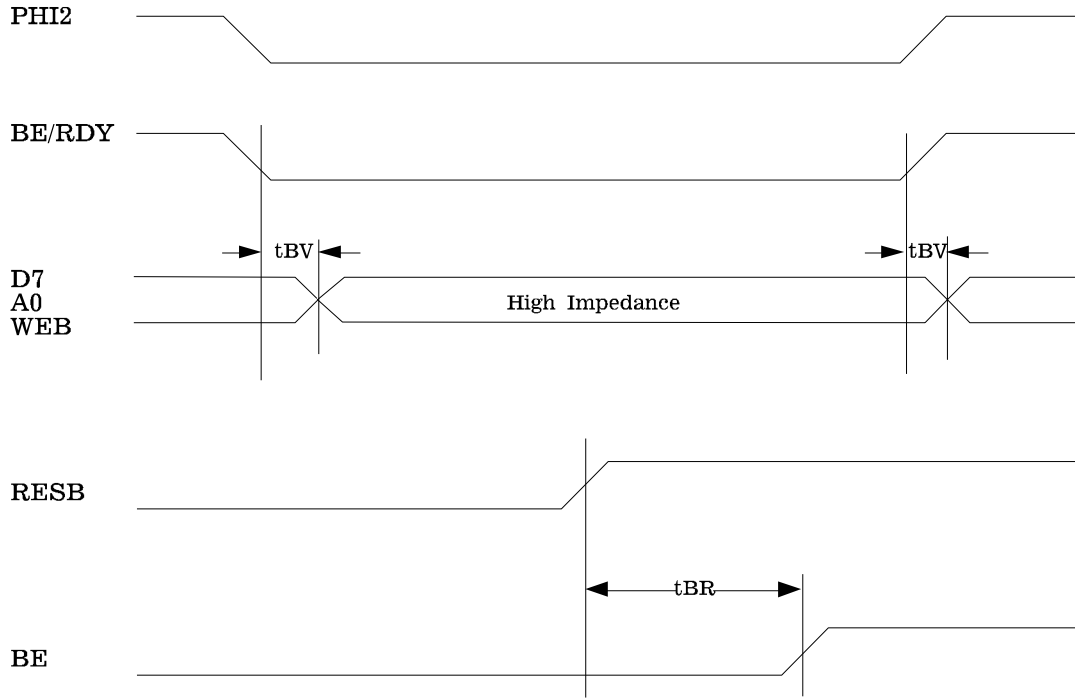 PHI2
BE/RDY
tBV tBV
D7
A0 High Impedance
WEB
RESB
tBR
BE